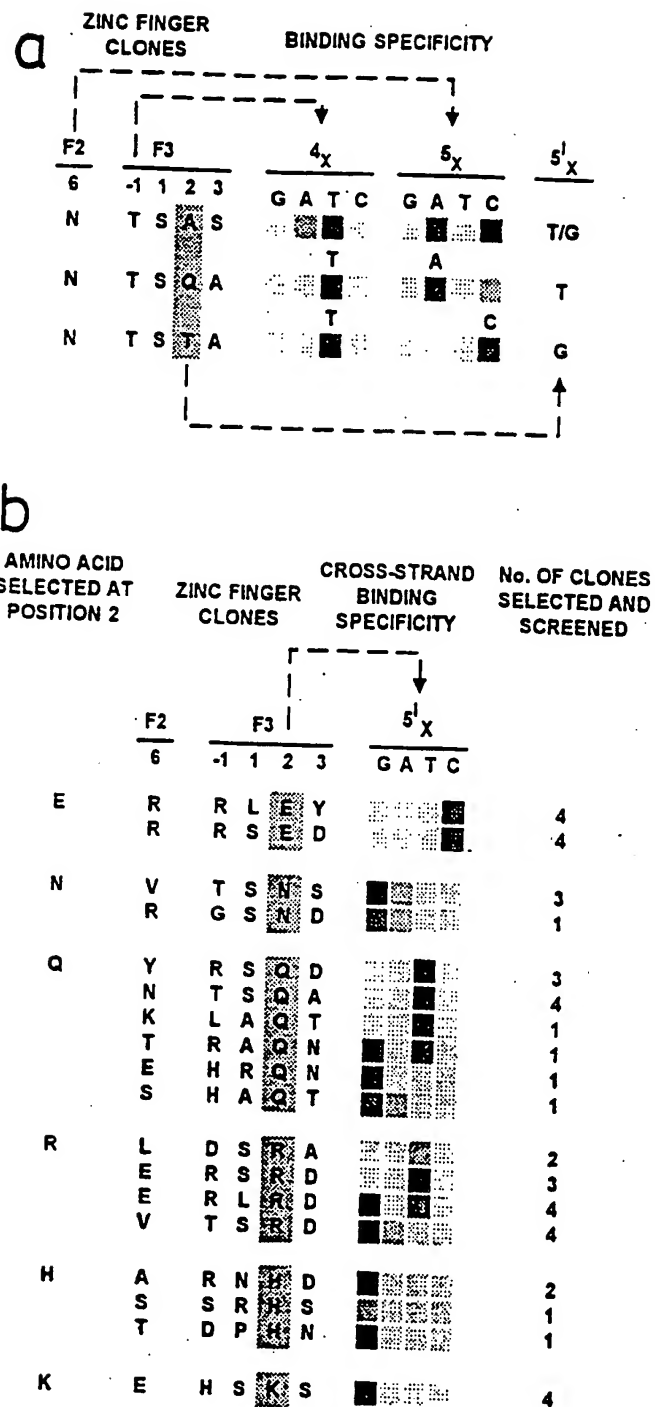 a
ZINC FINGER CLONES BINDING SPECIFICITY
F2 F3 4X 5X 5'X
6 -1 1 2 3 G A T C G A T C
N T S A S T/G
T A
N T S Q A T
T C
N T S T A G
b
AMINO ACID SELECTED AT POSITION 2 ZINC FINGER CLONES CROSS-STRAND BINDING SPECIFICITY No. OF CLONES SELECTED AND SCREENED
F2 F3 5'X
6 -1 1 2 3 G A T C
E R R L E Y 4
R R S E D 4
N V T S N S 3
R G S N D 1
Q Y R S Q D 3
N T S Q A 4
K L A Q T 1
T R A Q N 1
E H R Q N 1
S H A Q T 1
R L D S R A 2
E R S R D 3
E R L R D 4
V T S R D 4
H A R N H D 2
S S R H S 1
T D P H N 1
K E H S K S 4